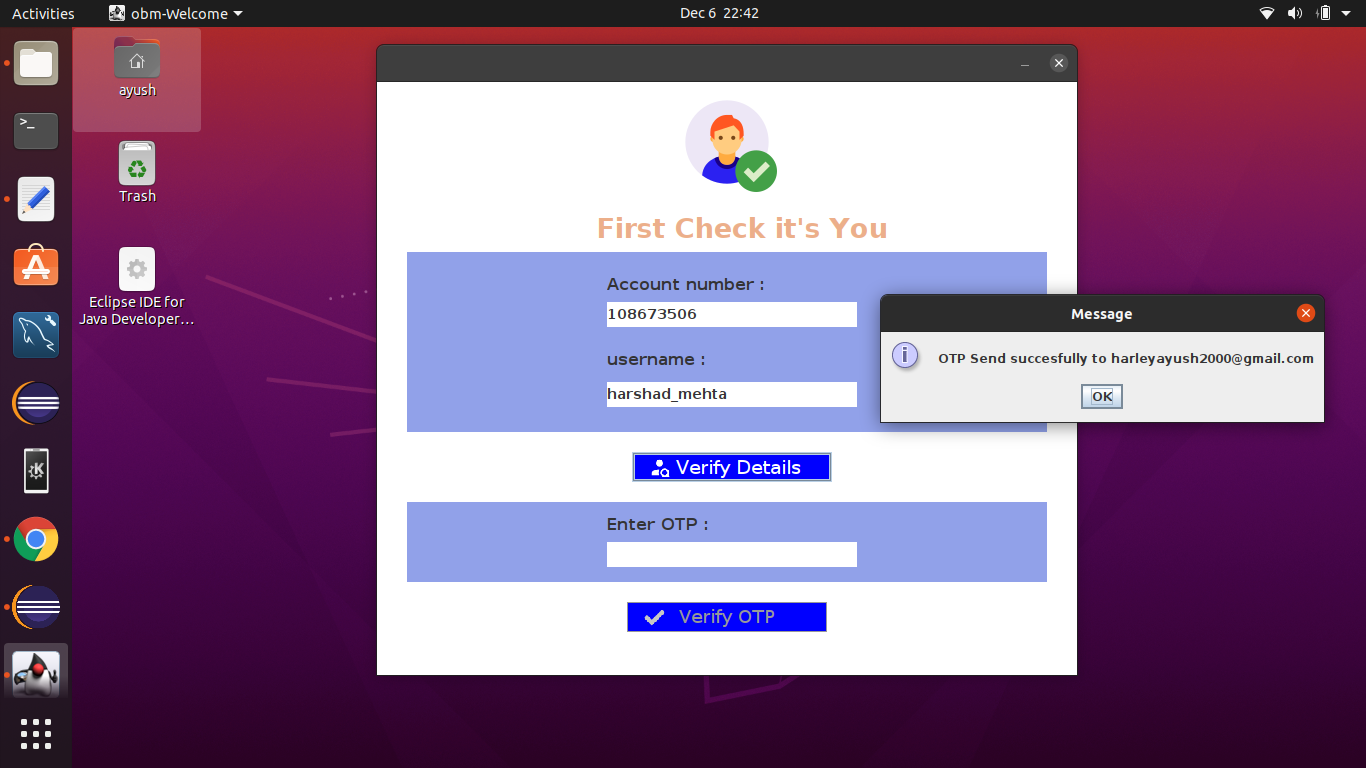 Activities
obm-Welcome
Dec 6 22:42
ayush
Trash
Eclipse IDE for
Java Developer…
>_
K
First Check it's You
Account number :
108673506
username :
harshad_mehta
Verify Details
Enter OTP :
Verify OTP
Message
i
OTP Send succesfully to harleyayush2000@gmail.com
OK